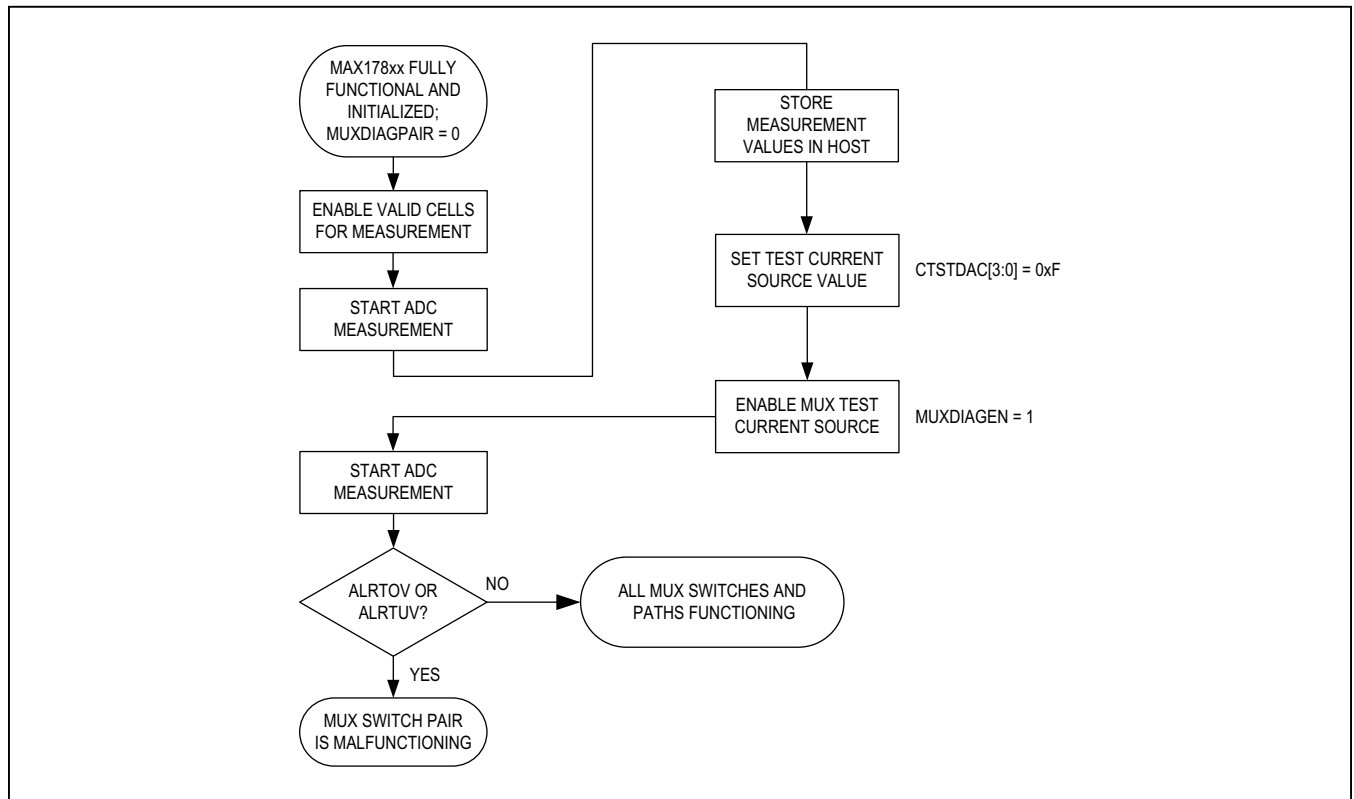 MAX178xx FULLY
FUNCTIONAL AND
INITIALIZED;
MUXDIAGPAIR = 0
ENABLE VALID CELLS
FOR MEASUREMENT
START ADC
MEASUREMENT
STORE
MEASUREMENT
VALUES IN HOST
SET TEST CURRENT
SOURCE VALUE
CTSTDAC[3:0] = 0xF
ENABLE MUX TEST
CURRENT SOURCE
MUXDIAGEN = 1
START ADC
MEASUREMENT
ALRTOV OR
ALRTUV?
NO
ALL MUX SWITCHES AND
PATHS FUNCTIONING
YES
MUX SWITCH PAIR
IS MALFUNCTIONING